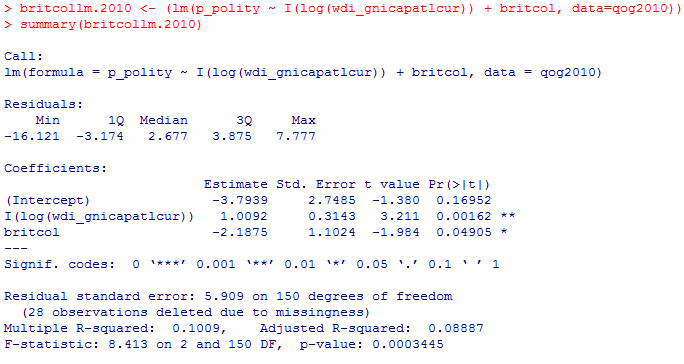 > britcollm.2010 <- (lm(p_polity ~ I(log(wdi_gnicapatlcur)) + britcol, data=qog2010))
> summary(britcollm.2010)
Call:
lm(formula = p_polity ~ I(log(wdi_gnicapatlcur)) + britcol, data = qog2010)
Residuals:
    Min      1Q  Median      3Q     Max
-16.121  -3.174   2.677   3.875   7.777
Coefficients:
                         Estimate Std. Error t value Pr(>|t|)
(Intercept)               -3.7939     2.7485  -1.380  0.16952
I(log(wdi_gnicapatlcur))   1.0092     0.3143   3.211  0.00162 **
britcol                   -2.1875     1.1024  -1.984  0.04905 *
---
Signif. codes:  0 ‘***’ 0.001 ‘**’ 0.01 ‘*’ 0.05 ‘.’ 0.1 ‘ ’ 1
Residual standard error: 5.909 on 150 degrees of freedom
  (28 observations deleted due to missingness)
Multiple R-squared:  0.1009,    Adjusted R-squared:  0.08887
F-statistic: 8.413 on 2 and 150 DF,  p-value: 0.0003445